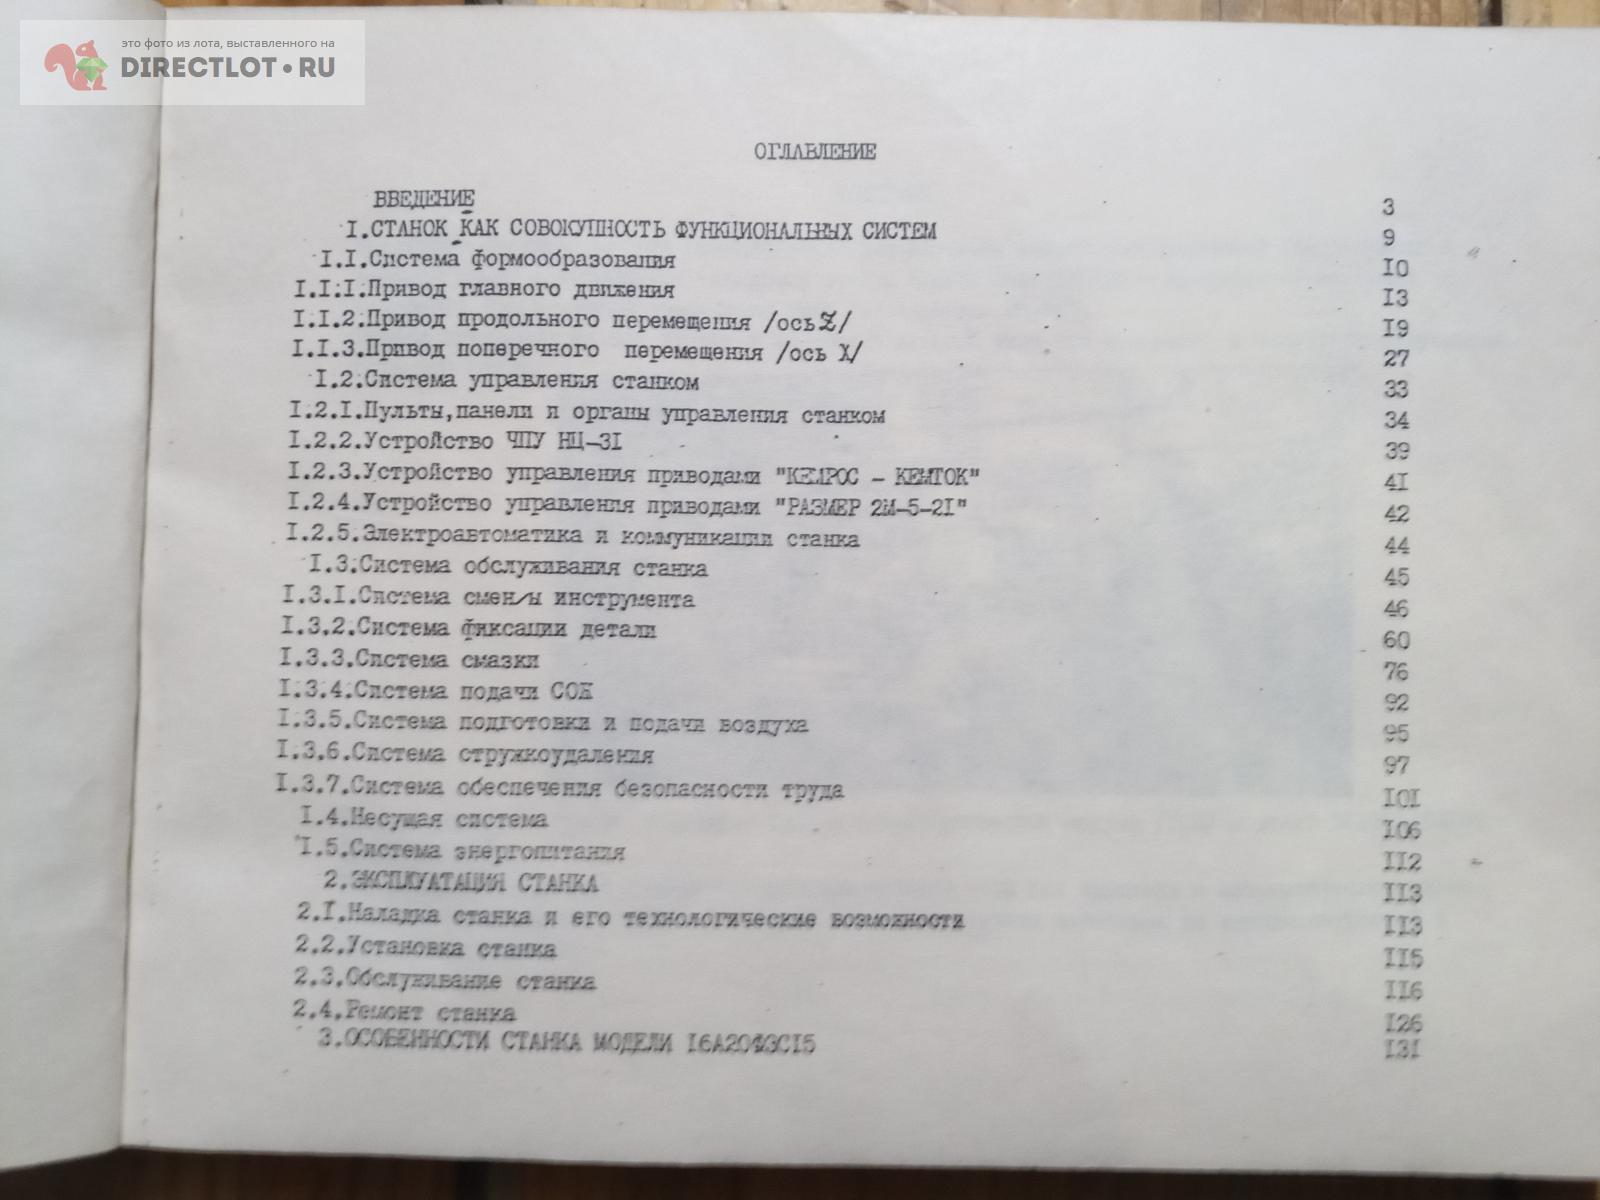 это фото из лота, выставленного на
DIRECTLOT•RU
ОГЛАВЛЕНИЕ
ВВЕДЕНИЕ 3
I.СТАНОК КАК СОВОКУПНОСТЬ ФУНКЦИОНАЛЬНЫХ СИСТЕМ 9
I.I.Система формообразования IO
I.I.I.Привод главного движения I3
I.I.2.Привод продольного перемещения /ось Z/ I9
I.I.3.Привод поперечного перемещения /ось X/ 27
I.2.Система управления станком 33
I.2.I.Пульты,панели и органы управления станком 34
I.2.2.Устройство ЧПУ НЦ-3I 39
I.2.3.Устройство управления приводами "КЕМРОС - КЕМТОК" 4I
I.2.4.Устройство управления приводами "РАЗМЕР 2М-5-2I" 42
I.2.5.Электроавтоматика и коммуникации станка 44
I.3.Система обслуживания станка 45
I.3.I.Система смен/ы инструмента 46
I.3.2.Система фиксации детали 60
I.3.3.Система смазки 76
I.3.4.Система подачи СОЖ 92
I.3.5.Система подготовки и подачи воздуха 95
I.3.6.Система стружкоудаления 97
I.3.7.Система обеспечения безопасности труда IOI
I.4.Несущая система IO6
I.5.Система энергопитания II2
2.ЭКСПЛУАТАЦИЯ СТАНКА II3
2.I.Наладка станка и его технологические возможности II3
2.2.Установка станка II5
2.3.Обслуживание станка II6
2.4.Ремонт станка I26
3.ОСОБЕННОСТИ СТАНКА МОДЕЛИ I6А20Ф3СI5 I3I